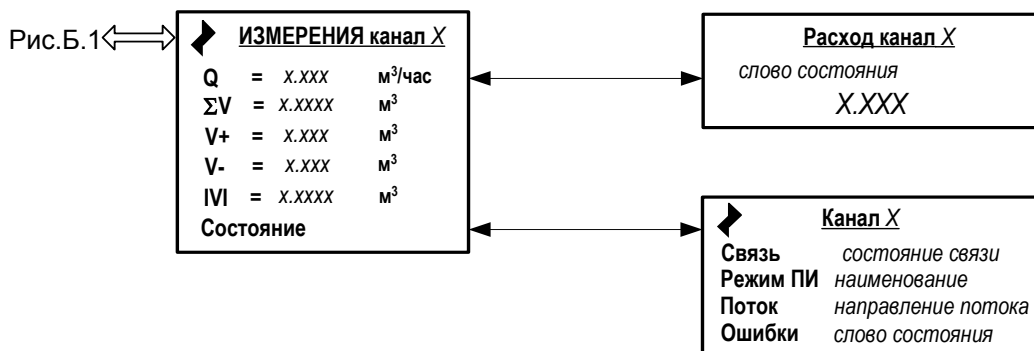 Рис.Б.1
ИЗМЕРЕНИЯ канал X
Q = X.XXX м³/час
ΣV = X.XXXX м³
V+ = X.XXX м³
V- = X.XXX м³
|V| = X.XXXX м³
Состояние
Расход канал X
слово состояния
X.XXX
Канал X
Связь состояние связи
Режим ПИ наименование
Поток направление потока
Ошибки слово состояния